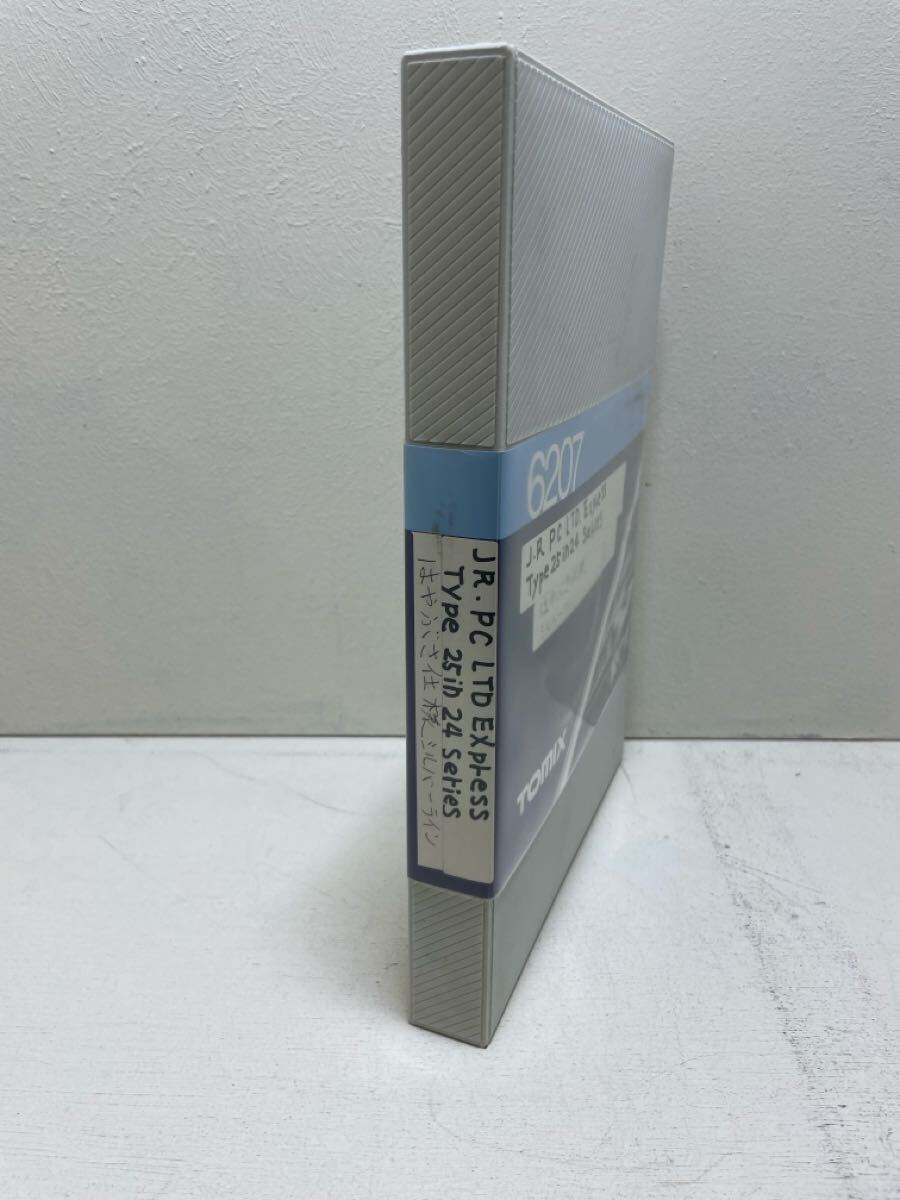 JR. PC LTD EXpress
Type 25 in 24 Series
はやぶさ仕様シルバーライン
6207
J.R. PC LTD. Express
Type 25 in 24 Series
TOMIX